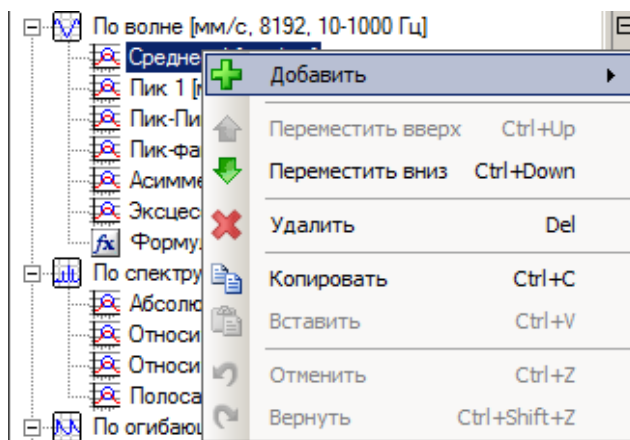 По волне [мм/с, 8192, 10-1000 Гц]
Средне
Добавить
Пик 1 [
Пик-Пи
Переместить вверх Ctrl+Up
Пик-фа
Переместить вниз Ctrl+Down
Асимме
Эксцес
Удалить Del
fx Форму
По спектру
Копировать Ctrl+C
Абсолю
Относи
Вставить Ctrl+V
Относи
Отменить Ctrl+Z
Полоса
Вернуть Ctrl+Shift+Z
По огибаю